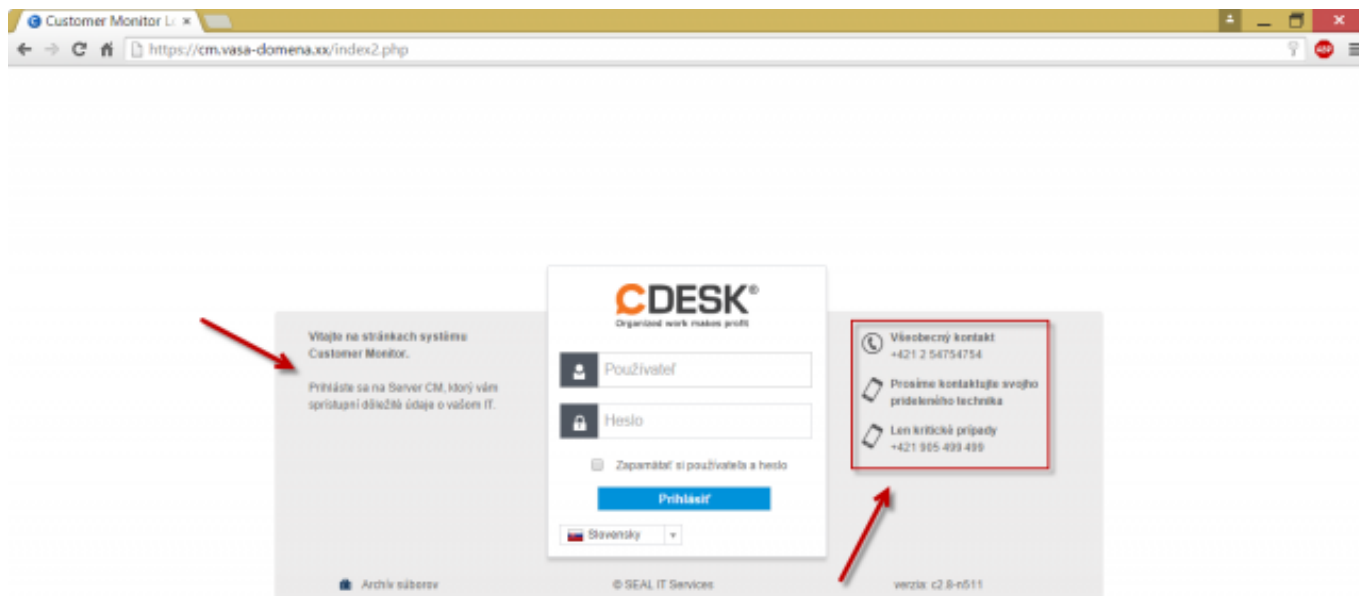 Customer Monitor Lo
https://cm.vasa-domena.xx/index2.php
ABP
CDESK®
Organized work makes profit
Vitajte na stránkach systému
Customer Monitor.
Prihláste sa na Server CM, ktorý vám
sprístupní dôležité údaje o vašom IT.
Používateľ
Heslo
Zapamätať si používateľa a heslo
Prihlásiť
Slovensky
Všeobecný kontakt
+421 2 54754754
Prosíme kontaktujte svojho
prideleného technika
Len kritické prípady
+421 905 499 499
Archív súborov
© SEAL IT Services
verzia: c2.8-n511